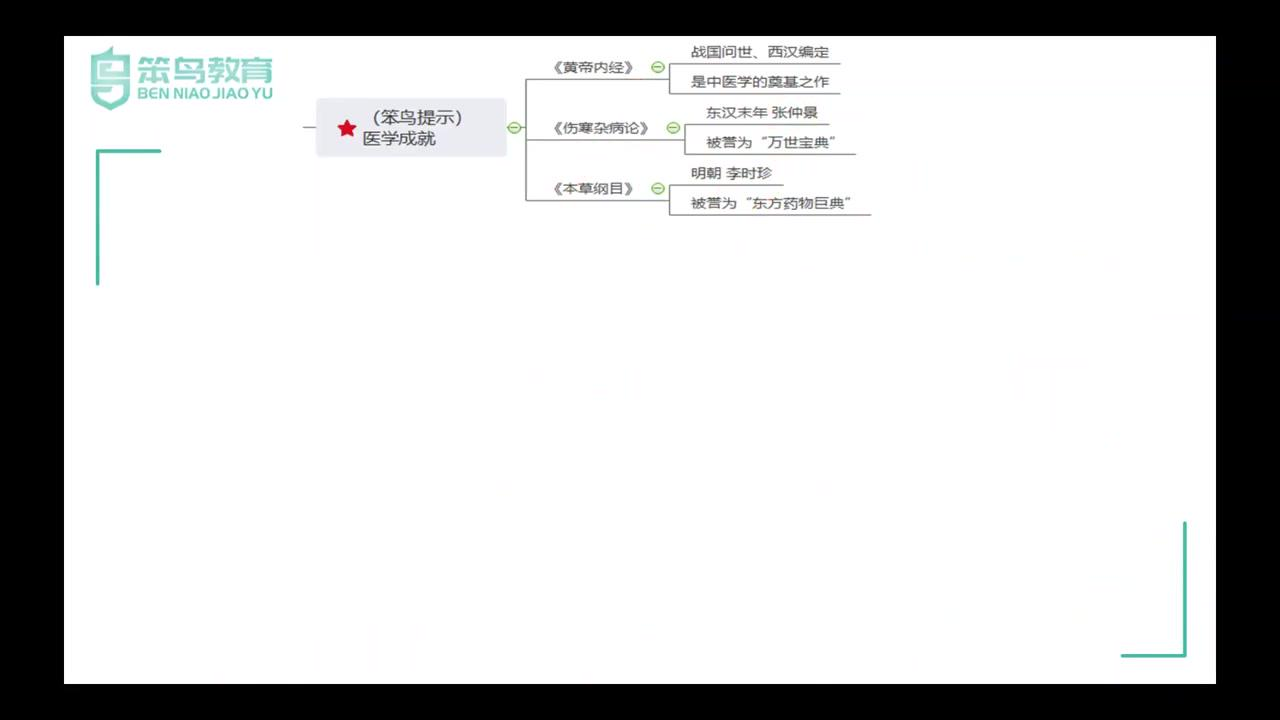 笨鸟教育
BEN NIAO JIAO YU
（笨鸟提示）
医学成就
《黄帝内经》
战国问世、西汉编定
是中医学的奠基之作
《伤寒杂病论》
东汉末年 张仲景
被誉为“万世宝典”
《本草纲目》
明朝 李时珍
被誉为“东方药物巨典”